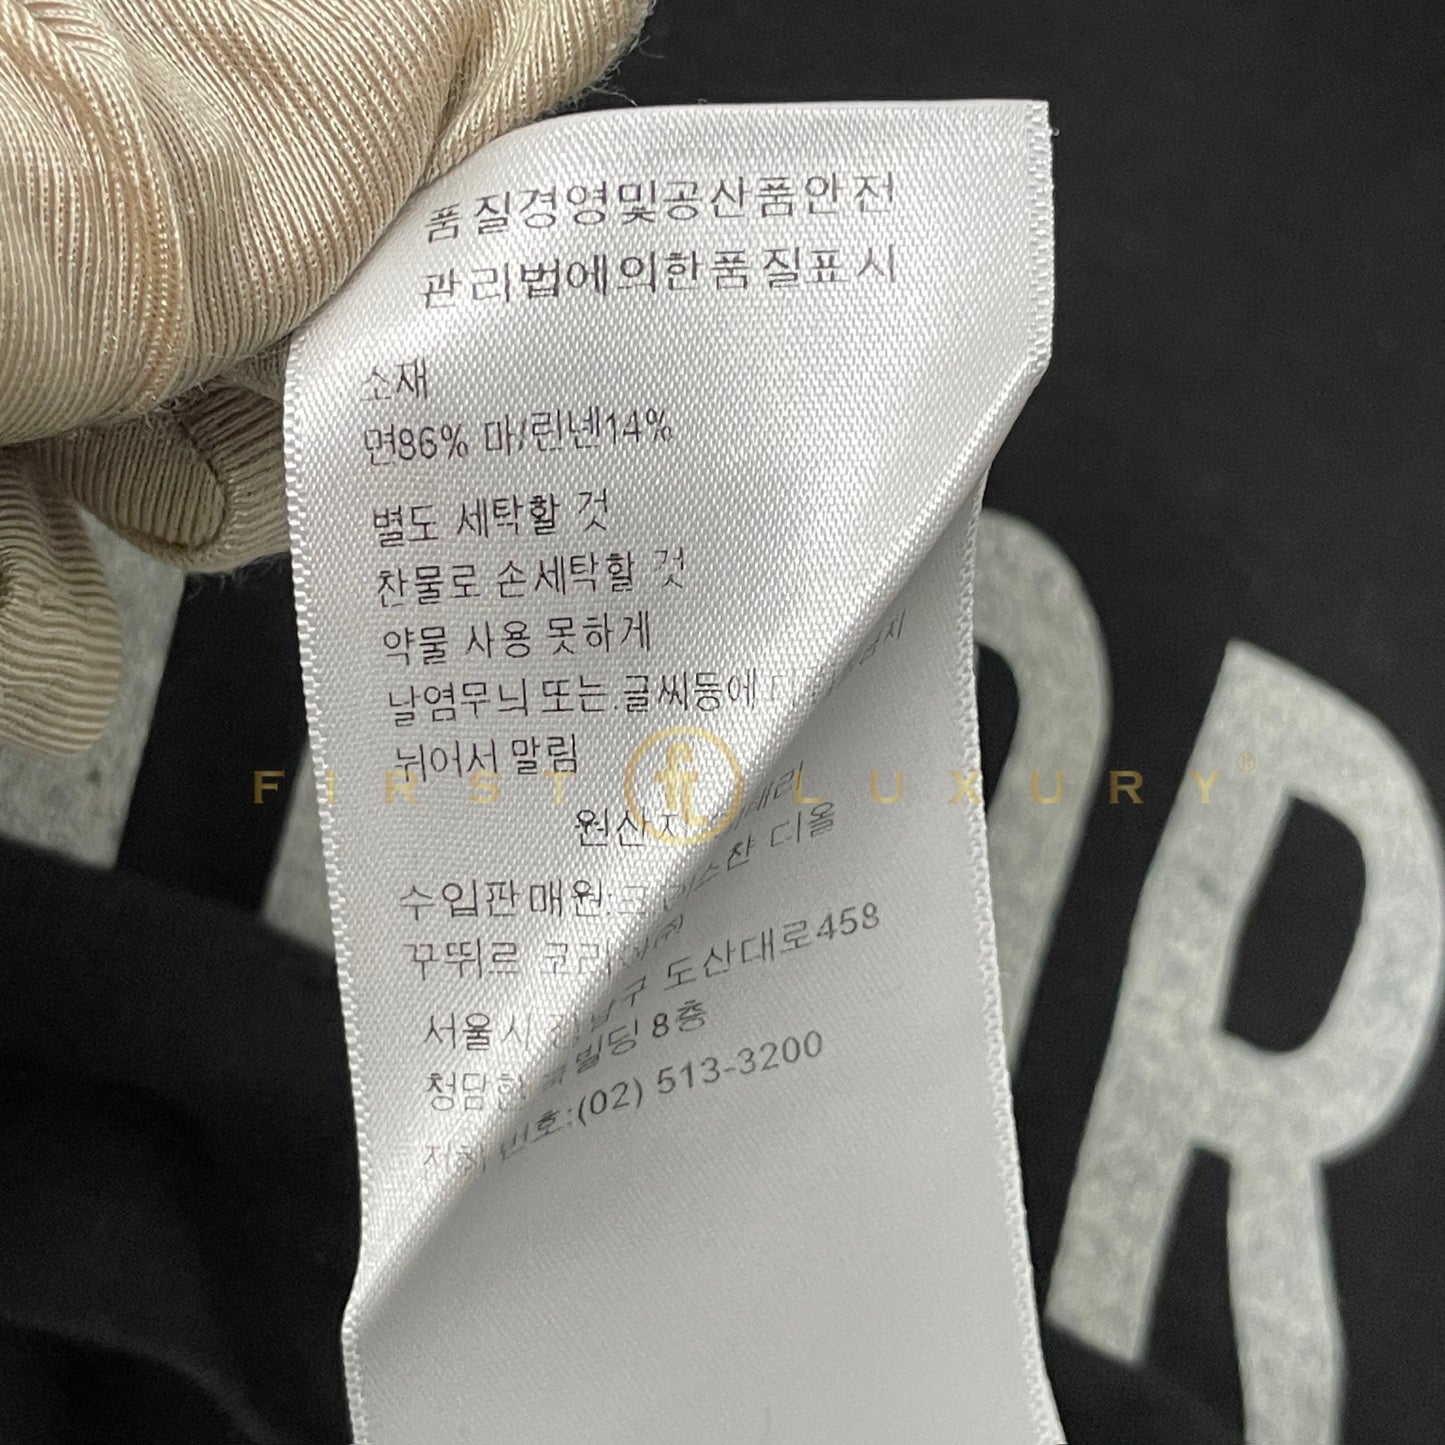 품질경영및공산품안전
관리법에의한품질표시
소재
면86% 마/린넨14%
별도 세탁할 것
찬물로 손세탁할 것
약물 사용 못하게
날염무늬 또는.글씨등에
뉘어서 말림
원산
수입판매원: 디올
꾸뛰르 코리
서울시 도산대로458
청담 빌딩 8층
번호:(02) 513-3200
FIRST LUXURY
R